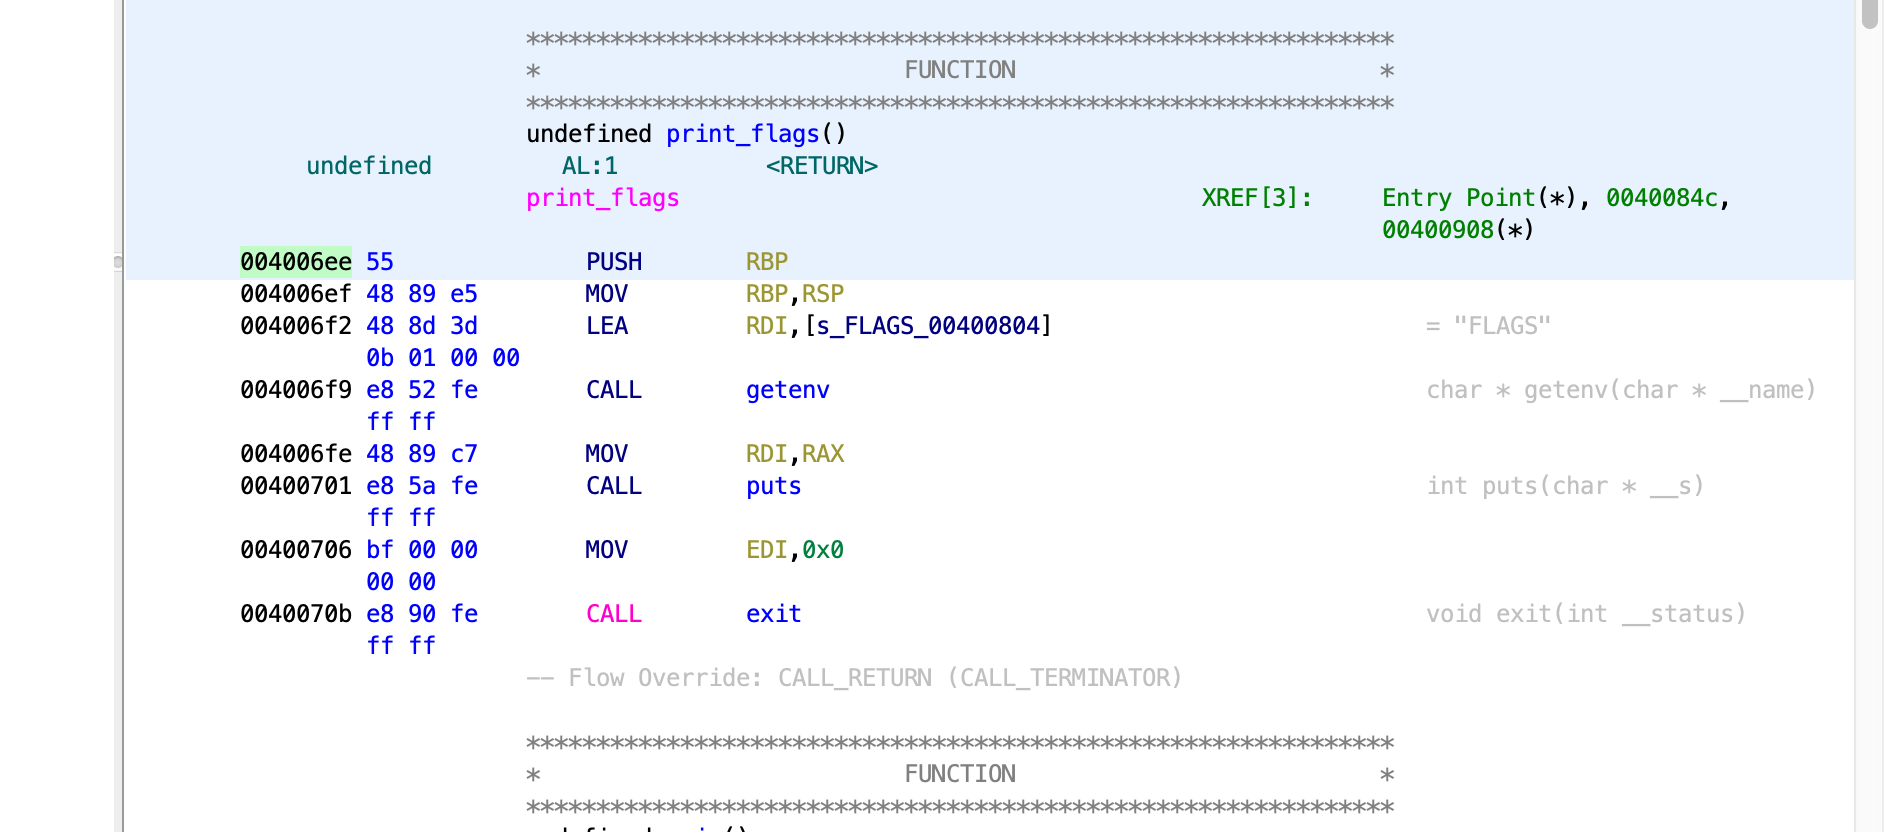 **************************************************************
* FUNCTION *
**************************************************************
undefined print_flags()
undefined AL:1 <RETURN>
print_flags XREF[3]: Entry Point(*), 0040084c,
00400908(*)
004006ee 55 PUSH RBP
004006ef 48 89 e5 MOV RBP,RSP
004006f2 48 8d 3d LEA RDI,[s_FLAGS_00400804] = "FLAGS"
0b 01 00 00
004006f9 e8 52 fe CALL getenv char * getenv(char * __name)
ff ff
004006fe 48 89 c7 MOV RDI,RAX
00400701 e8 5a fe CALL puts int puts(char * __s)
ff ff
00400706 bf 00 00 MOV EDI,0x0
00 00
0040070b e8 90 fe CALL exit void exit(int __status)
ff ff
-- Flow Override: CALL_RETURN (CALL_TERMINATOR)
**************************************************************
* FUNCTION *
**************************************************************